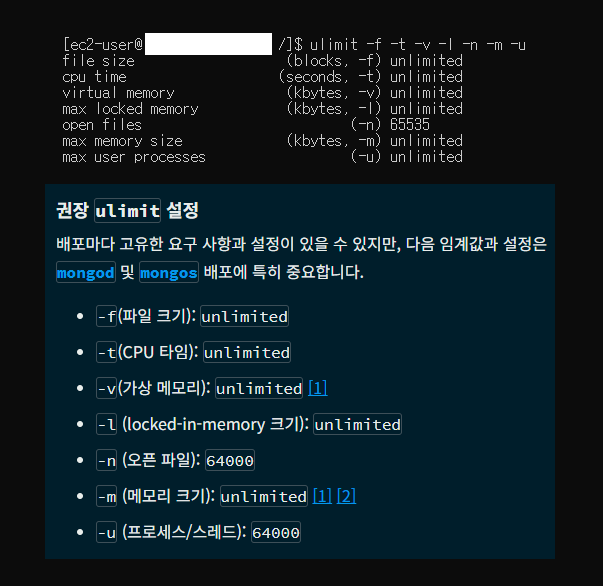 [ec2-user@ /]$ ulimit -f -t -v -l -n -m -u
file size (blocks, -f) unlimited
cpu time (seconds, -t) unlimited
virtual memory (kbytes, -v) unlimited
max locked memory (kbytes, -l) unlimited
open files (-n) 65535
max memory size (kbytes, -m) unlimited
max user processes (-u) unlimited
권장 ulimit 설정
배포마다 고유한 요구 사항과 설정이 있을 수 있지만, 다음 임계값과 설정은
mongod 및 mongos 배포에 특히 중요합니다.
• -f(파일 크기): unlimited
• -t(CPU 타임): unlimited
• -v(가상 메모리): unlimited [1]
• -l (locked-in-memory 크기): unlimited
• -n (오픈 파일): 64000
• -m (메모리 크기): unlimited [1] [2]
• -u (프로세스/스레드): 64000